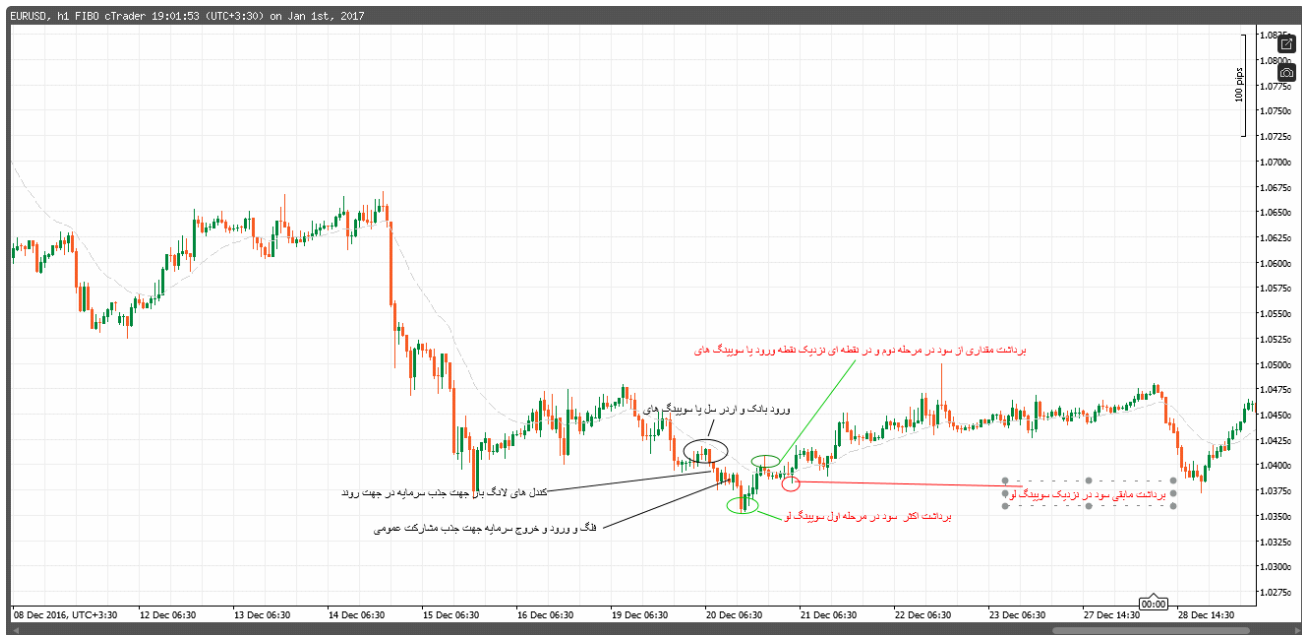 EURUSD, h1 FIBO cTrader 19:01:53 (UTC+3:30) on Jan 1st, 2017
1.0825
1.0800
100 pips
1.0775
1.0750
1.0725
1.0700
1.0675
1.0650
1.0625
1.0600
1.0575
1.0550
1.0525
1.0500
1.0475
1.0450
1.0425
1.0400
1.0375
1.0350
1.0325
1.0300
1.0275
برداشت مقداری از سود در مرحله دوم و در نقطه ای نزدیک نقطه ورود یا سویینگ های
ورود بانک و اردر سل یا سویینگ های
کندل های لانگ بار جهت جذب سرمایه در جهت روند
برداشت مابقی سود در نزدیک سویینگ لو
برداشت اکثر سود در مرحله اول سویینگ لو
فلگ و ورود و خروج سرمایه جهت جذب مشارکت عمومی
00:00
08 Dec 2016, UTC+3:30
12 Dec 06:30
13 Dec 06:30
14 Dec 06:30
15 Dec 06:30
16 Dec 06:30
19 Dec 06:30
20 Dec 06:30
21 Dec 06:30
22 Dec 06:30
23 Dec 06:30
27 Dec 14:30
28 Dec 14:30